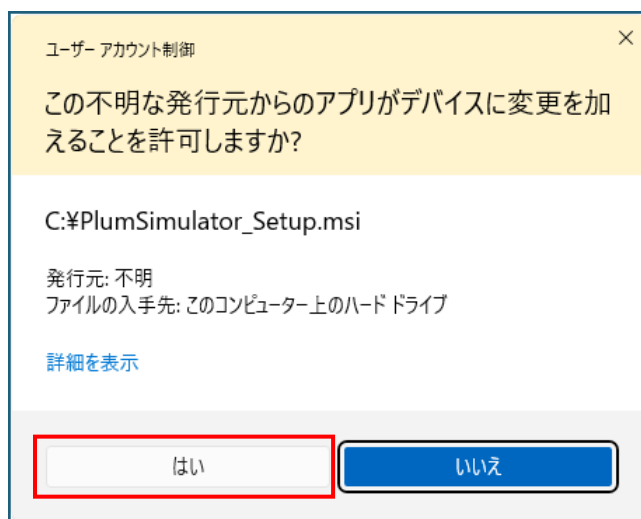 ユーザー アカウント制御
この不明な発行元からのアプリがデバイスに変更を加
えることを許可しますか?
C:¥PlumSimulator_Setup.msi
発行元: 不明
ファイルの入手先: このコンピューター上のハード ドライブ
詳細を表示
はい
いいえ